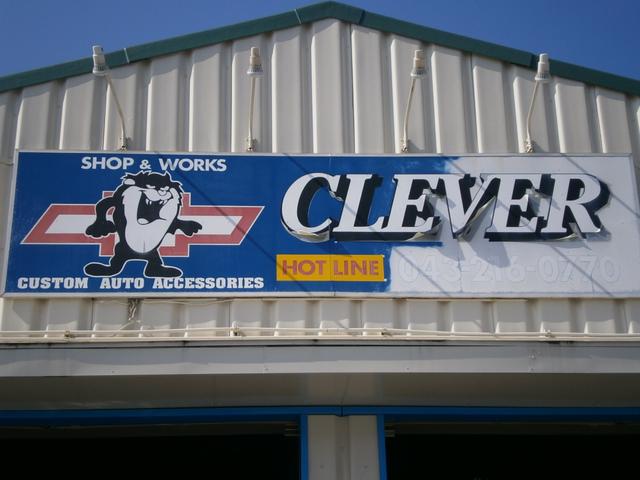 SHOP & WORKS
CUSTOM AUTO ACCESSORIES
CLEVER
HOT LINE
043-216-0770